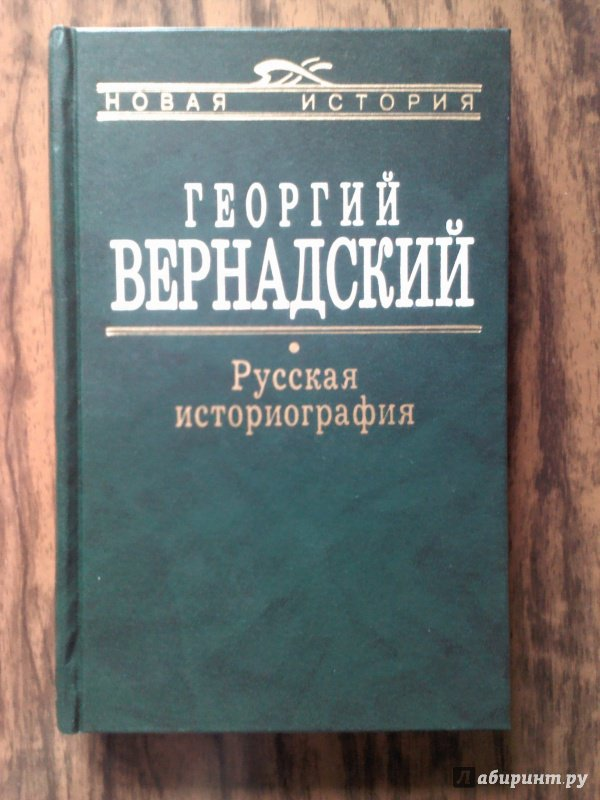 НОВАЯ ИСТОРИЯ
ГЕОРГИЙ
ВЕРНАДСКИЙ
Русская
историография
Лабиринт.ру